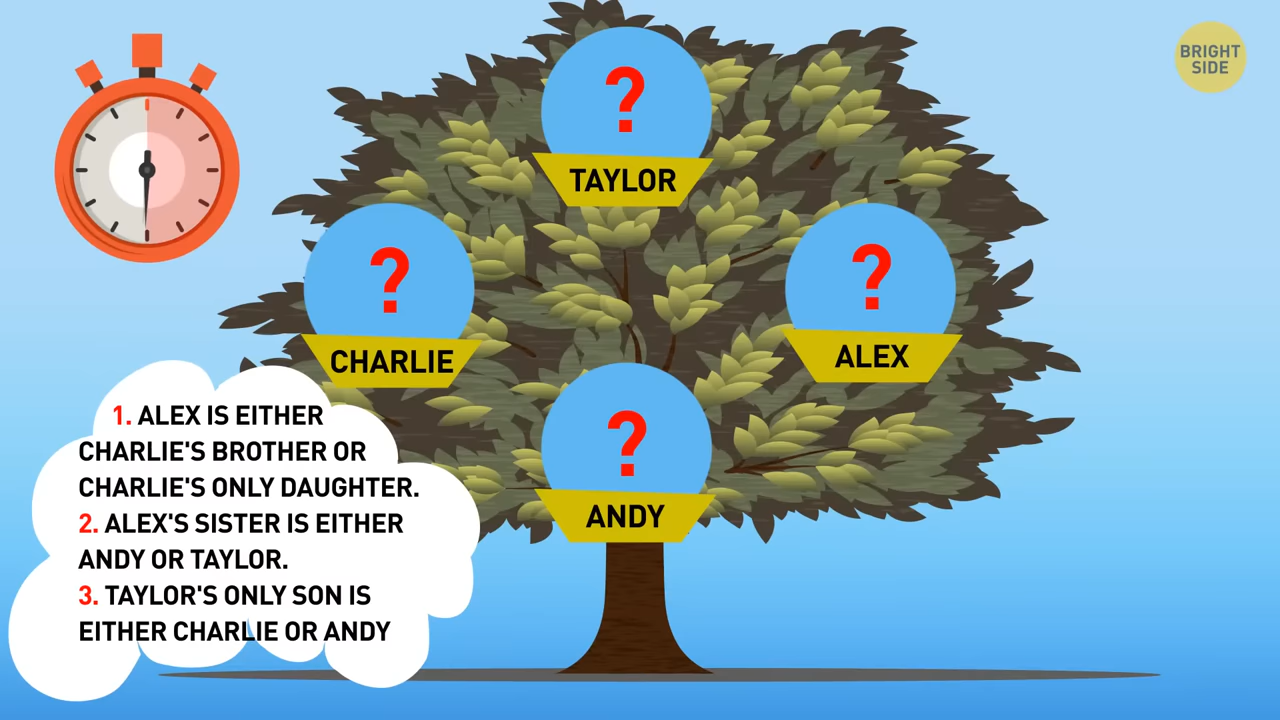 BRIGHT
SIDE
?
TAYLOR
?
CHARLIE
?
ALEX
?
ANDY
1. ALEX IS EITHER
CHARLIE'S BROTHER OR
CHARLIE'S ONLY DAUGHTER.
2. ALEX'S SISTER IS EITHER
ANDY OR TAYLOR.
3. TAYLOR'S ONLY SON IS
EITHER CHARLIE OR ANDY